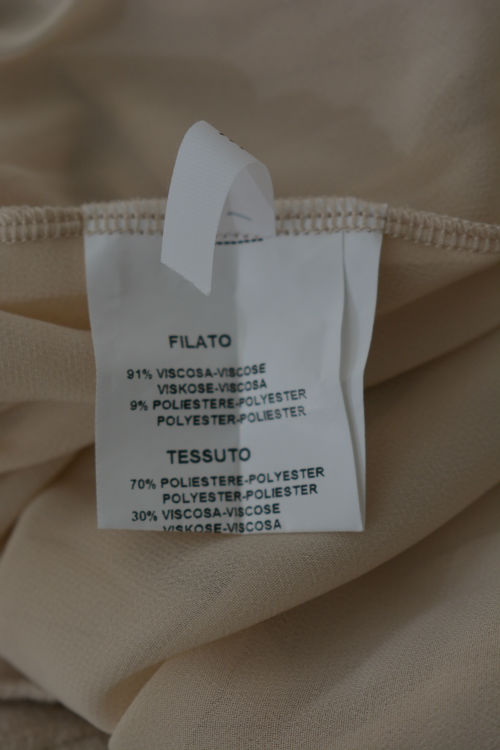 FILATO
91% VISCOSA-VISCOSE
VISKOSE-VISCOSA
9% POLIESTERE-POLYESTER
POLYESTER-POLIESTER
TESSUTO
70% POLIESTERE-POLYESTER
POLYESTER-POLIESTER
30% VISCOSA-VISCOSE
VISKOSE-VISCOSA